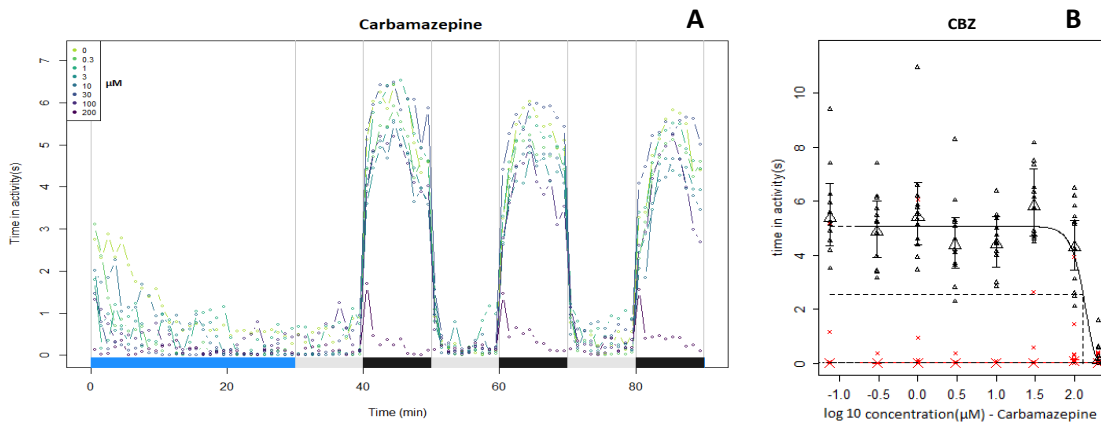 Carbamazepine
A
0
0.3
1
3
10
30
100
200
µM
Time in activity(s)
7
6
5
4
3
2
1
0
0 20 40 60 80
Time (min)
CBZ
B
time in activity(s)
10
8
6
4
2
0
-1.0 -0.5 0.0 0.5 1.0 1.5 2.0
log 10 concentration(µM) - Carbamazepine